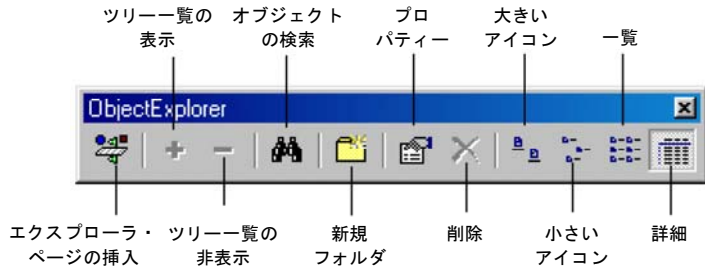 ツリー一覧の
表示
オブジェクト
の検索
プロ
パティー
大きい
アイコン
一覧
ObjectExplorer
エクスプローラ・
ページの挿入
ツリー一覧の
非表示
新規
フォルダ
削除
小さい
アイコン
詳細